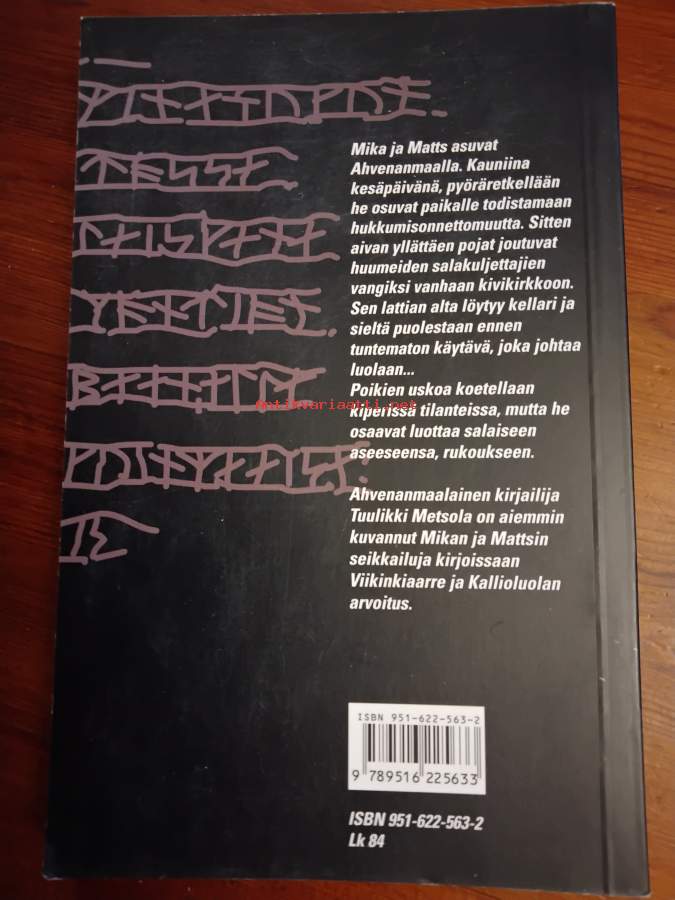 Mika ja Matts asuvat
Ahvenanmaalla. Kauniina
kesäpäivänä, pyöräretkellään
he osuvat paikalle todistamaan
hukkumisonnettomuutta. Sitten
aivan yllättäen pojat joutuvat
huumeiden salakuljettajien
vangiksi vanhaan kivikirkkoon.
Sen lattian alta löytyy kellari ja
sieltä puolestaan ennen
tuntematon käytävä, joka johtaa
luolaan...
Poikien uskoa koetellaan
Antikvariaatti.net
kiperissä tilanteissa, mutta he
osaavat luottaa salaiseen
aseeseensa, rukoukseen.
Ahvenanmaalainen kirjailija
Tuulikki Metsola on aiemmin
kuvannut Mikan ja Mattsin
seikkailuja kirjoissaan
Viikinkiaarre ja Kallioluolan
arvoitus.
ISBN 951-622-563-2
9 789516 225633
ISBN 951-622-563-2
Lk 84